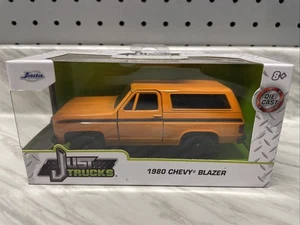 Jada
8+
DIE
CAST
JUST
TRUCKS
1980 CHEVY® BLAZER